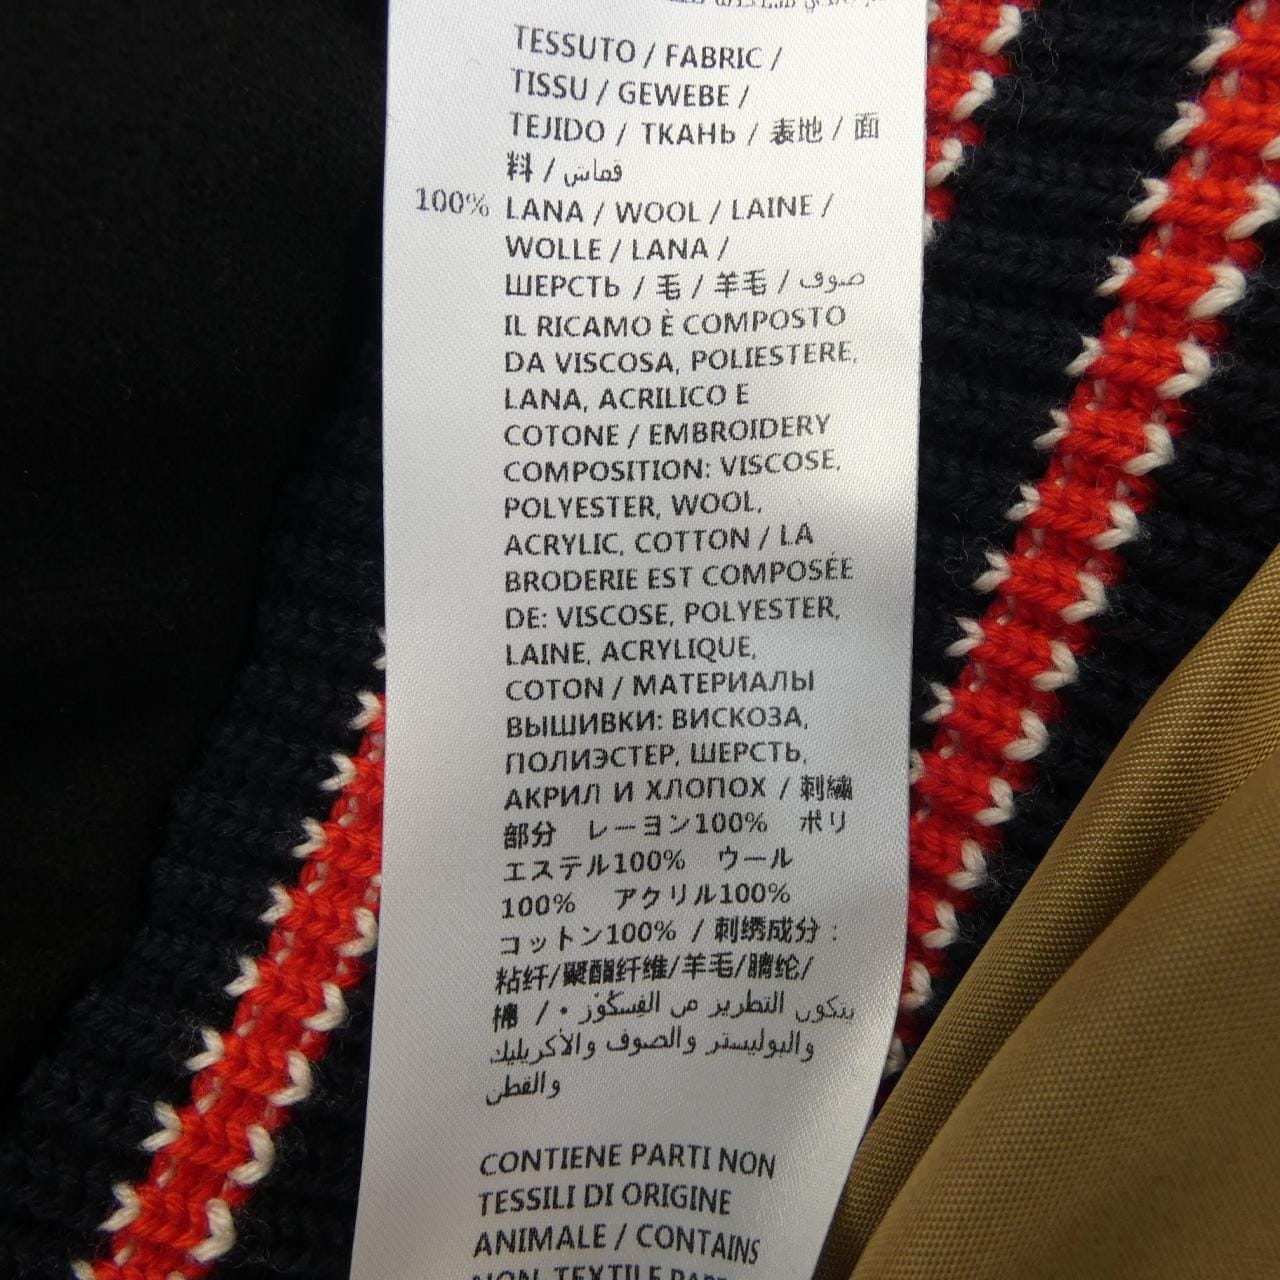 TESSUTO / FABRIC /
TISSU / GEWEBE /
TEJIDO / ТКАНЬ / 表地 / 面
料 / قماش
100% LANA / WOOL / LAINE /
WOLLE / LANA /
ШЕРСТЬ / 毛 / 羊毛 / صوف
IL RICAMO È COMPOSTO
DA VISCOSA, POLIESTERE,
LANA, ACRILICO E
COTONE / EMBROIDERY
COMPOSITION: VISCOSE,
POLYESTER, WOOL,
ACRYLIC, COTTON / LA
BRODERIE EST COMPOSÉE
DE: VISCOSE, POLYESTER,
LAINE, ACRYLIQUE,
COTON / МАТЕРИАЛЫ
ВЫШИВКИ: ВИСКОЗА,
ПОЛИЭСТЕР, ШЕРСТЬ,
АКРИЛ И ХЛОПОХ / 刺繍
部分　レーヨン100%　ポリ
エステル100%　ウール
100%　アクリル100%
コットン100% / 刺绣成分：
粘纤/聚酯纤维/羊毛/腈纶/
棉 / • يتكون التطريز من الفِسكُوْز
والبوليستر والصوف والأكريليك
والقطن
CONTIENE PARTI NON
TESSILI DI ORIGINE
ANIMALE / CONTAINS
NON-TEXTILE PART